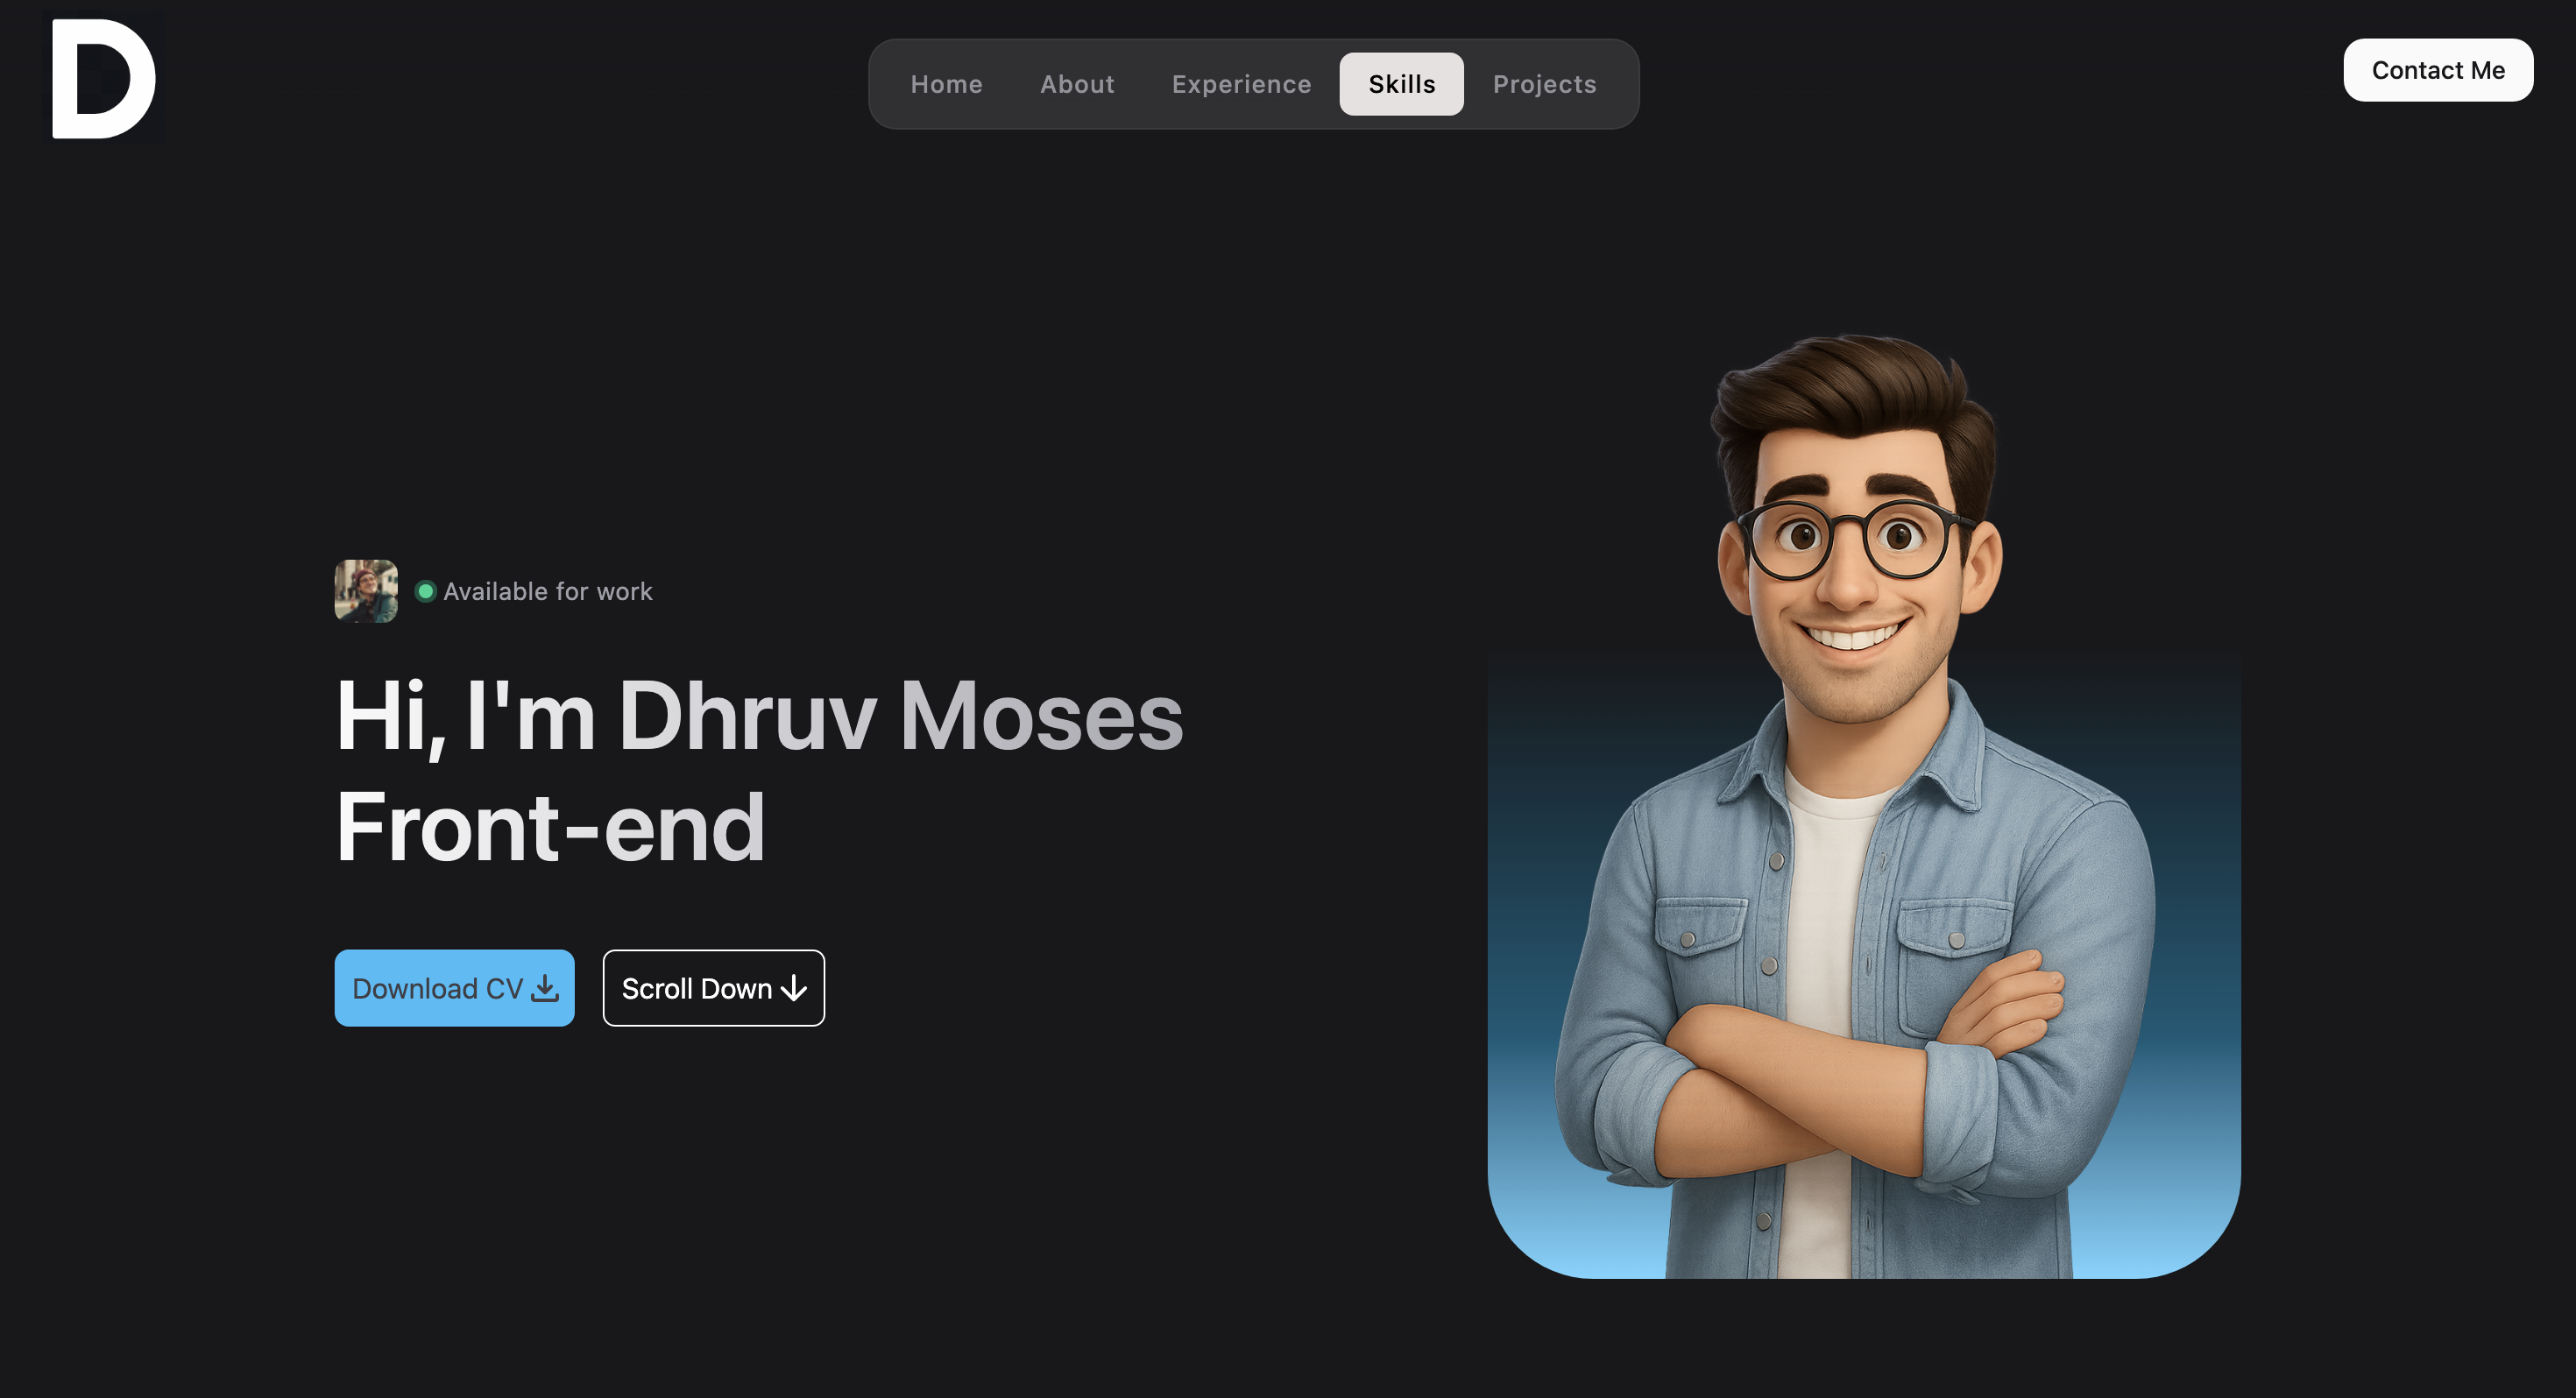 D
Home
About
Experience
Skills
Projects
Contact Me
Available for work
Hi, I'm Dhruv Moses
Front-end
Download CV
Scroll Down